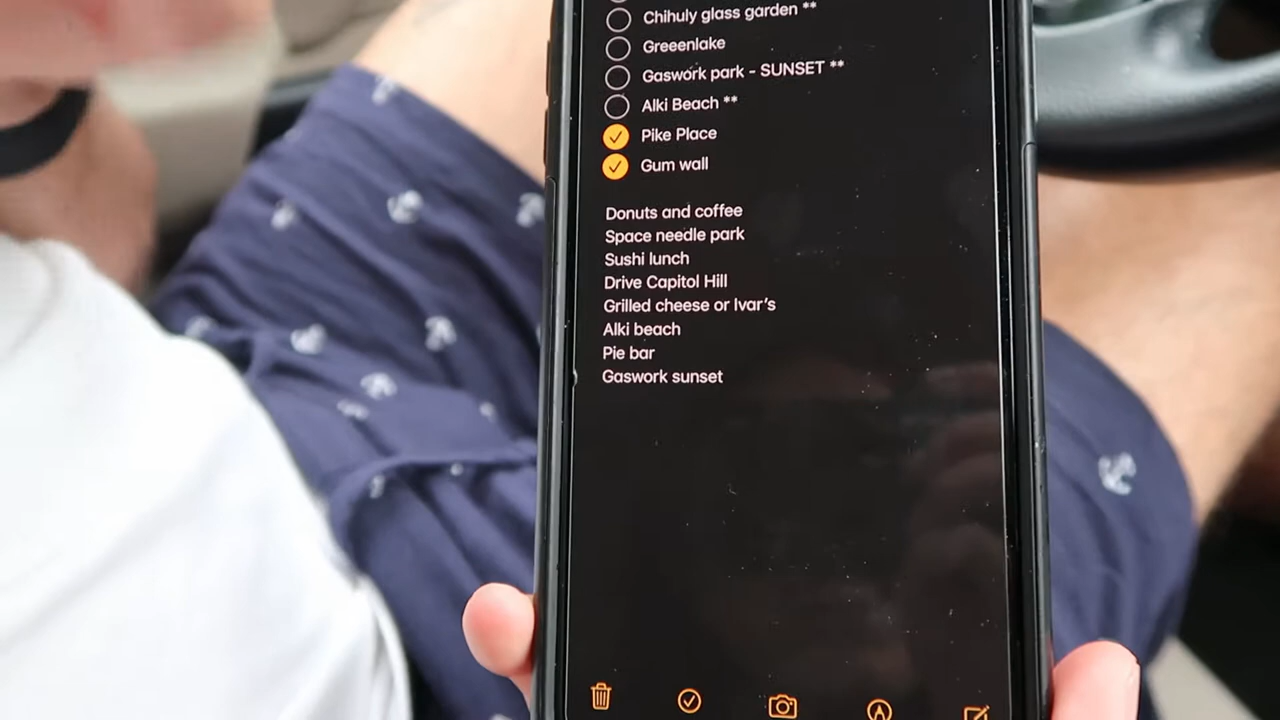 Chihuly glass garden **
Greeenlake
Gaswork park - SUNSET **
Alki Beach **
Pike Place
Gum wall
Donuts and coffee
Space needle park
Sushi lunch
Drive Capitol Hill
Grilled cheese or Ivar's
Alki beach
Pie bar
Gaswork sunset